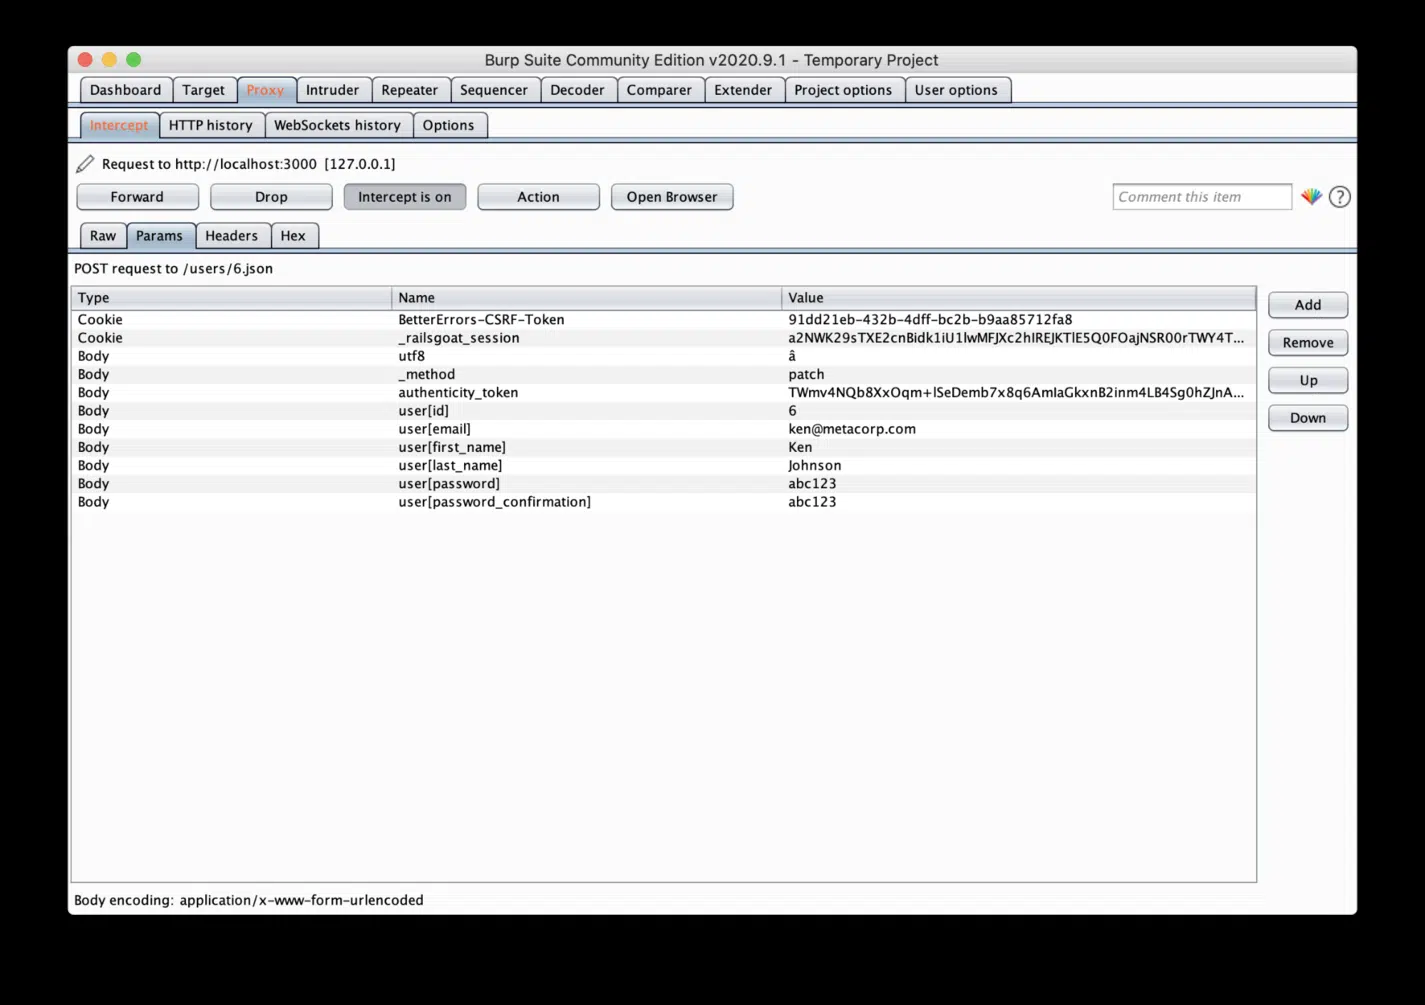 Burp Suite Community Edition v2020.9.1 - Temporary Project
Dashboard Target Proxy Intruder Repeater Sequencer Decoder Comparer Extender Project options User options
Intercept HTTP history WebSockets history Options
Request to http://localhost:3000 [127.0.0.1]
Forward Drop Intercept is on Action Open Browser Comment this item ?
Raw Params Headers Hex
POST request to /users/6.json
Type Name Value
Cookie BetterErrors-CSRF-Token 91dd21eb-432b-4dff-bc2b-b9aa85712fa8
Cookie _railsgoat_session
Body utf8 â
Body _method patch
Body authenticity_token
Body user[id] 6
Body user[email] ken@metacorp.com
Body user[first_name] Ken
Body user[last_name] Johnson
Body user[password] abc123
Body user[password_confirmation] abc123
Add
Remove
Up
Down
Body encoding: application/x-www-form-urlencoded